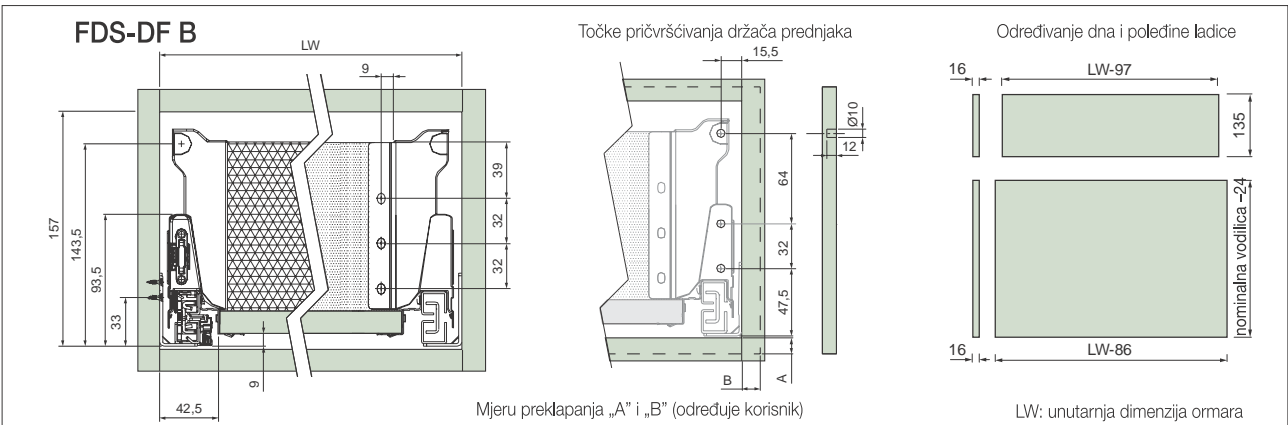 FDS-DF B
LW
9
157
143,5
93,5
33
42,5
9
39
32
32
Točke pričvršćivanja držača prednjaka
15,5
64
32
47,5
B
A
Ø10
12
Mjeru preklapanja „A” i „B” (određuje korisnik)
Određivanje dna i poleđine ladice
16
LW-97
135
nominalna vodilica -24
16
LW-86
LW: unutarnja dimenzija ormara